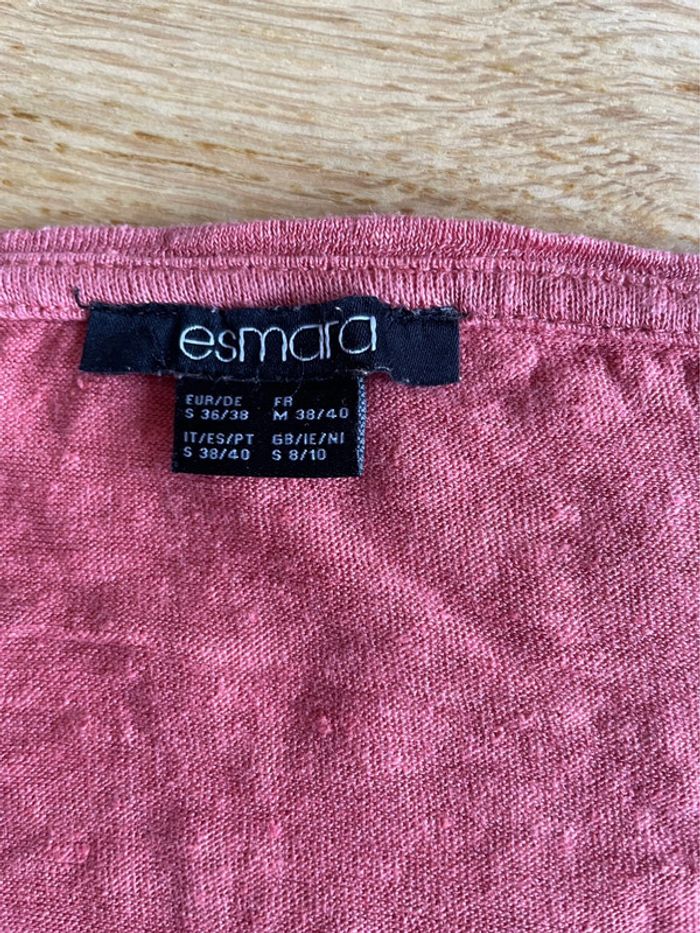 esmara
EUR/DE FR
S 36/38 M 38/40
IT/ES/PT GB/IE/NI
S 38/40 S 8/10